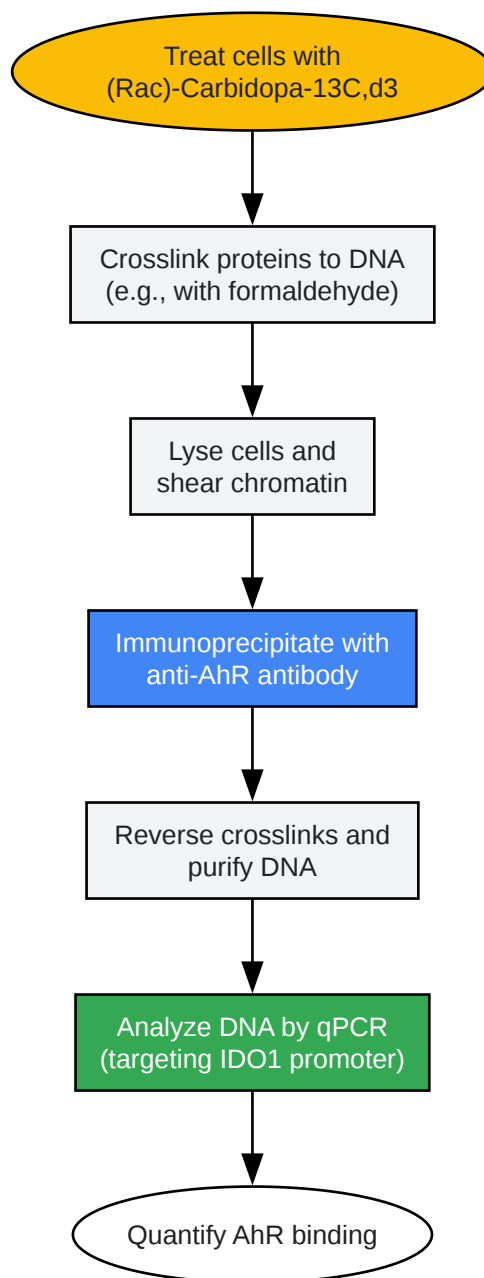 Treat cells with
(Rac)-Carbidopa-13C,d3
Crosslink proteins to DNA
(e.g., with formaldehyde)
Lyse cells and
shear chromatin
Immunoprecipitate with
anti-AhR antibody
Reverse crosslinks and
purify DNA
Analyze DNA by qPCR
(targeting IDO1 promoter)
Quantify AhR binding